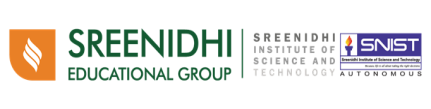 SREENIDHI
EDUCATIONAL GROUP
SREENIDHI
INSTITUTE OF
SCIENCE AND
TECHNOLOGY
SNIST
Sreenidhi Institute of Science and Technology
AUTONOMOUS